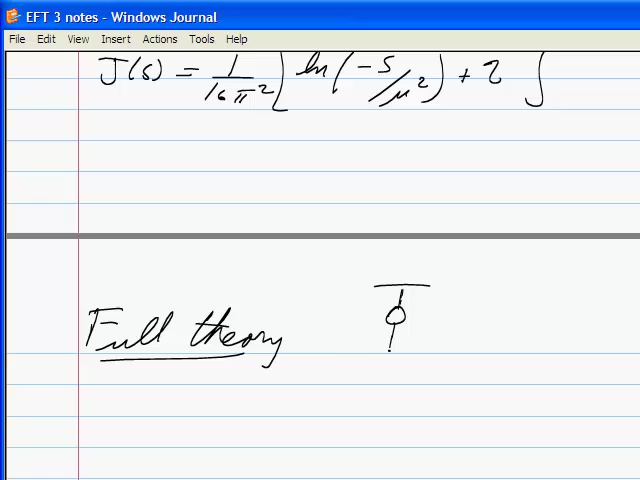 EFT 3 notes - Windows Journal
File Edit View Insert Actions Tools Help
J(s) = 1/16π² [ ln(-s/μ²) + 2 ]
Full theory